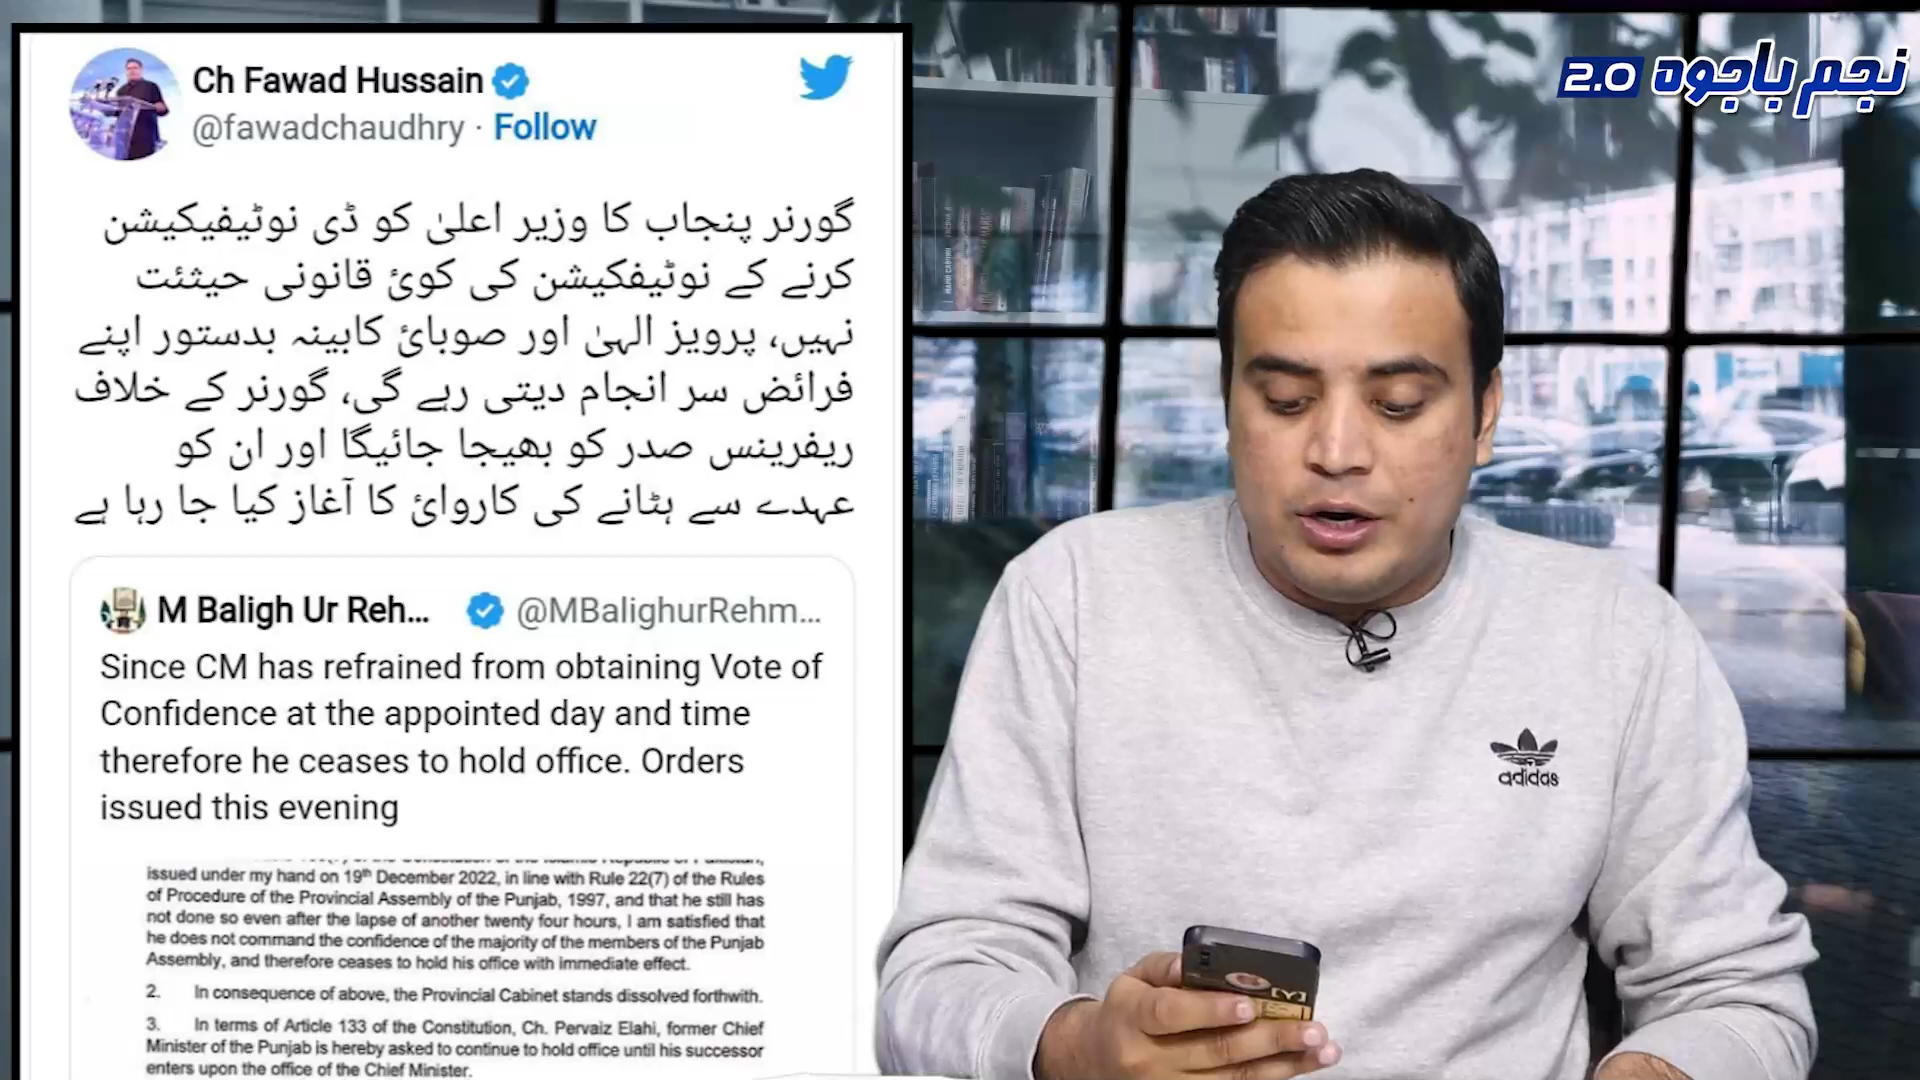 Ch Fawad Hussain
@fawadchaudhry · Follow
گورنر پنجاب کا وزیر اعلیٰ کو ڈی نوٹیفیکیشن
کرنے کے نوٹیفکیشن کی کوئ قانونی حیثئت
نہیں، پرویز الہیٰ اور صوبائ کابینہ بدستور اپنے
فرائض سر انجام دیتی رہے گی، گورنر کے خلاف
ریفرینس صدر کو بھیجا جائیگا اور ان کو
عہدے سے ہٹانے کی کاروائ کا آغاز کیا جا رہا ہے
M Baligh Ur Reh... @MBalighurRehm...
Since CM has refrained from obtaining Vote of
Confidence at the appointed day and time
therefore he ceases to hold office. Orders
issued this evening
of the Constitution of the Islamic Republic of Pakistan,
issued under my hand on 19th December 2022, in line with Rule 22(7) of the Rules
of Procedure of the Provincial Assembly of the Punjab, 1997, and that he still has
not done so even after the lapse of another twenty four hours, I am satisfied that
he does not command the confidence of the majority of the members of the Punjab
Assembly, and therefore ceases to hold his office with immediate effect.
2. In consequence of above, the Provincial Cabinet stands dissolved forthwith.
3. In terms of Article 133 of the Constitution, Ch. Pervaiz Elahi, former Chief
Minister of the Punjab is hereby asked to continue to hold office until his successor
enters upon the office of the Chief Minister.
نجم باجوہ 2.0
adidas